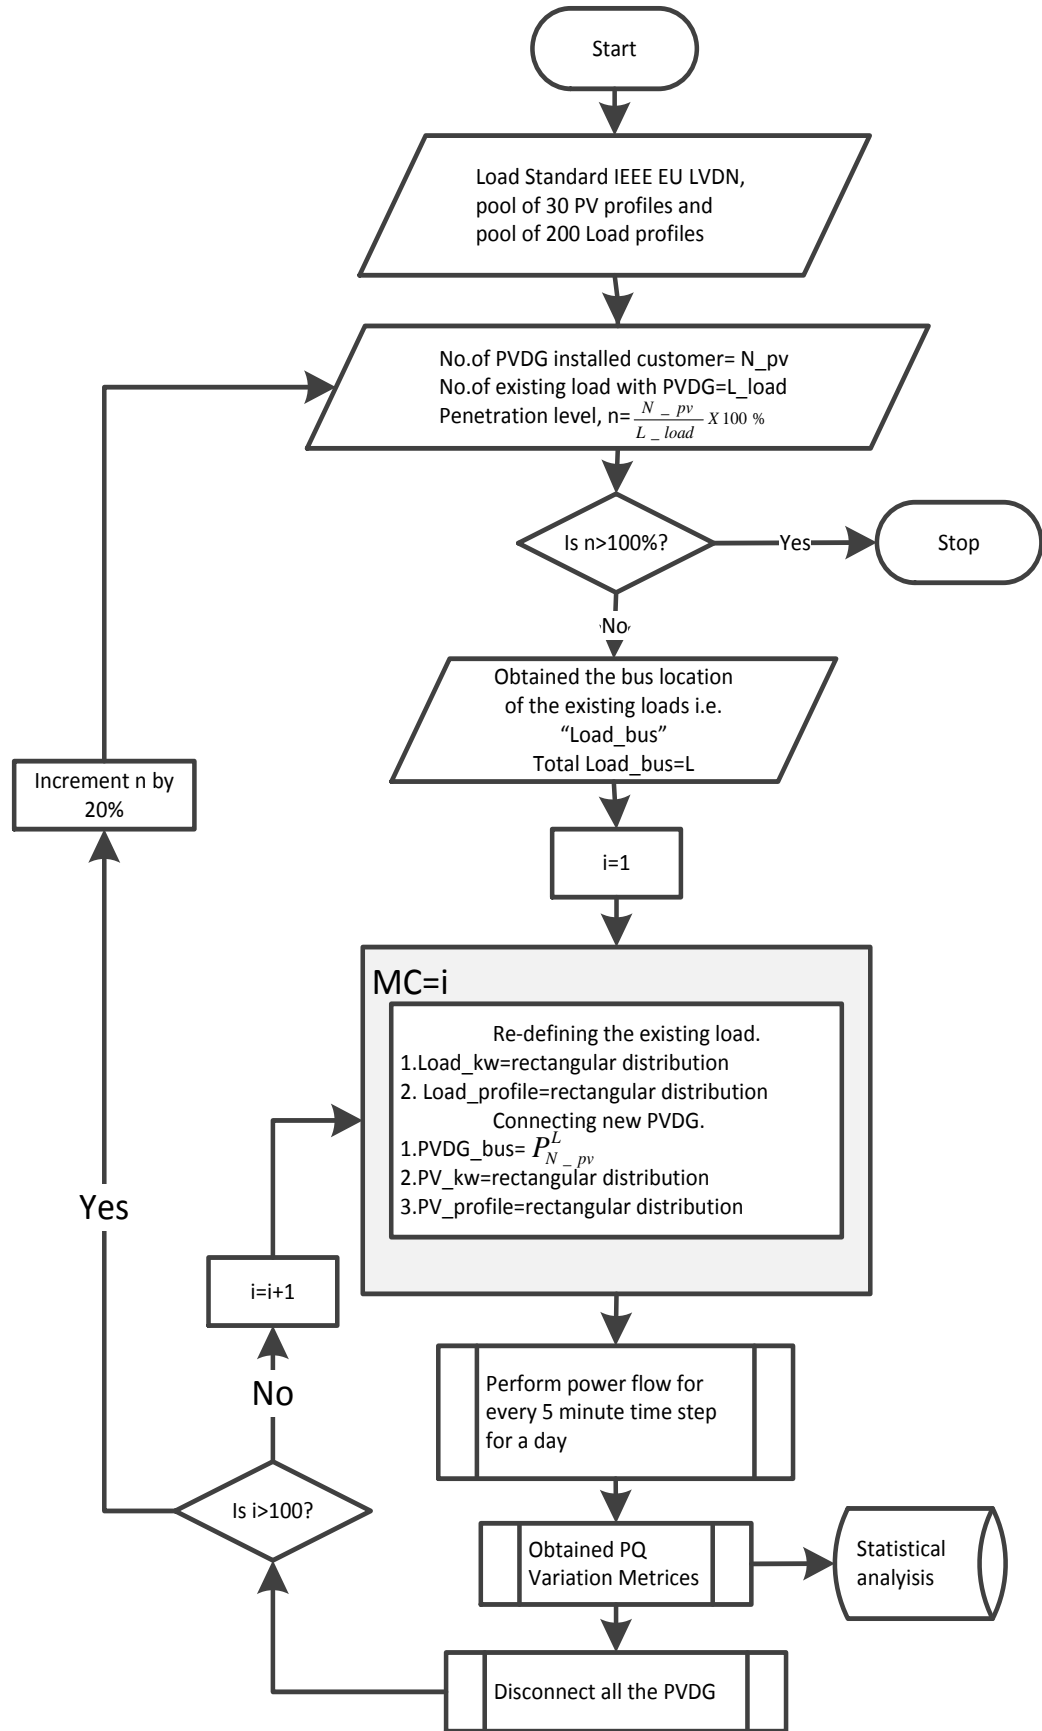 Start
Load Standard IEEE EU LVDN,
pool of 30 PV profiles and
pool of 200 Load profiles
No.of PVDG installed customer= N_pv
No.of existing load with PVDG=L_load
Penetration level, n= N _ pv / L _ load X 100 %
Is n>100%?
Yes
Stop
No
Obtained the bus location
of the existing loads i.e.
“Load_bus”
Total Load_bus=L
Increment n by
20%
i=1
MC=i
Re-defining the existing load.
1.Load_kw=rectangular distribution
2. Load_profile=rectangular distribution
Connecting new PVDG.
1.PVDG_bus= P^L_{N _ pv}
2.PV_kw=rectangular distribution
3.PV_profile=rectangular distribution
Yes
i=i+1
No
Perform power flow for
every 5 minute time step
for a day
Is i>100?
Obtained PQ
Variation Metrices
Statistical
analyisis
Disconnect all the PVDG